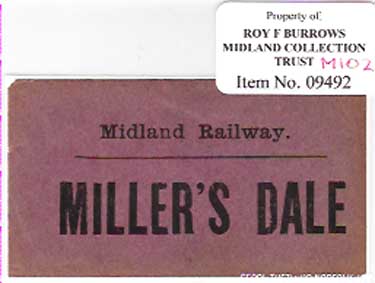 Property of
ROY F BURROWS
MIDLAND COLLECTION
TRUST M102
Item No. 09492
Midland Railway.
MILLER'S DALE